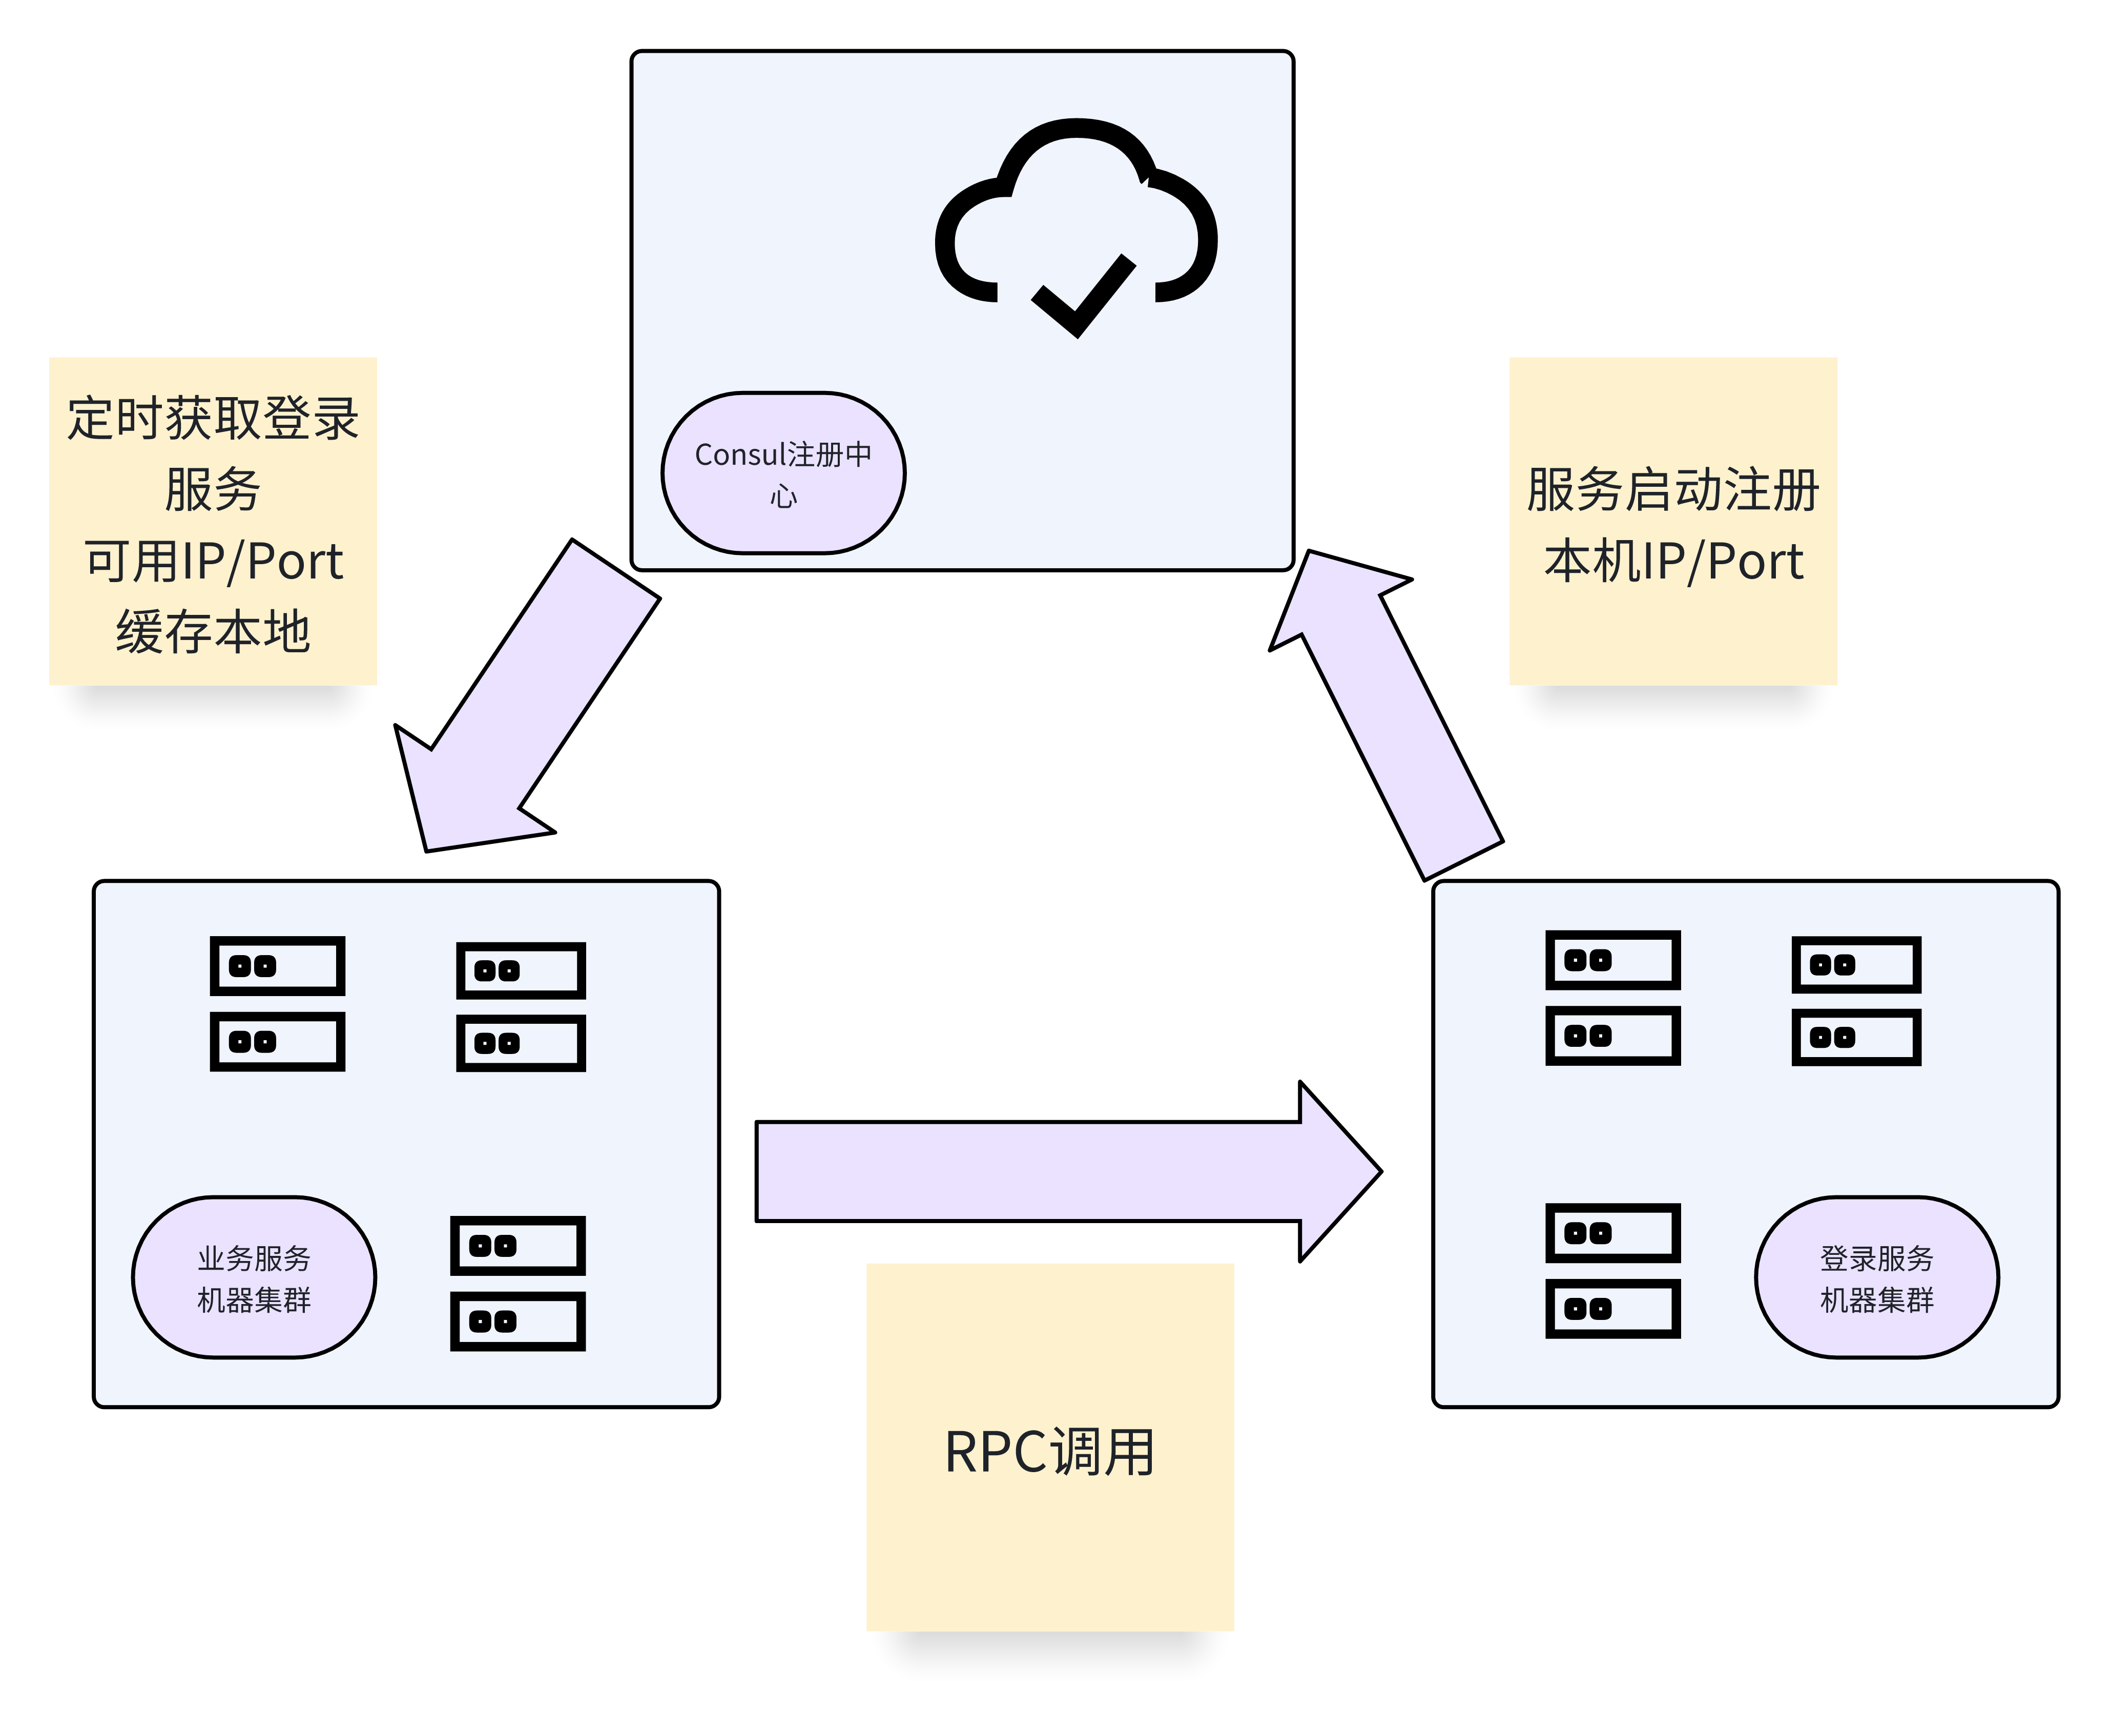 Consul注册中
心
定时获取登录
服务
可用IP/Port
缓存本地
服务启动注册
本机IP/Port
业务服务
机器集群
登录服务
机器集群
RPC调用